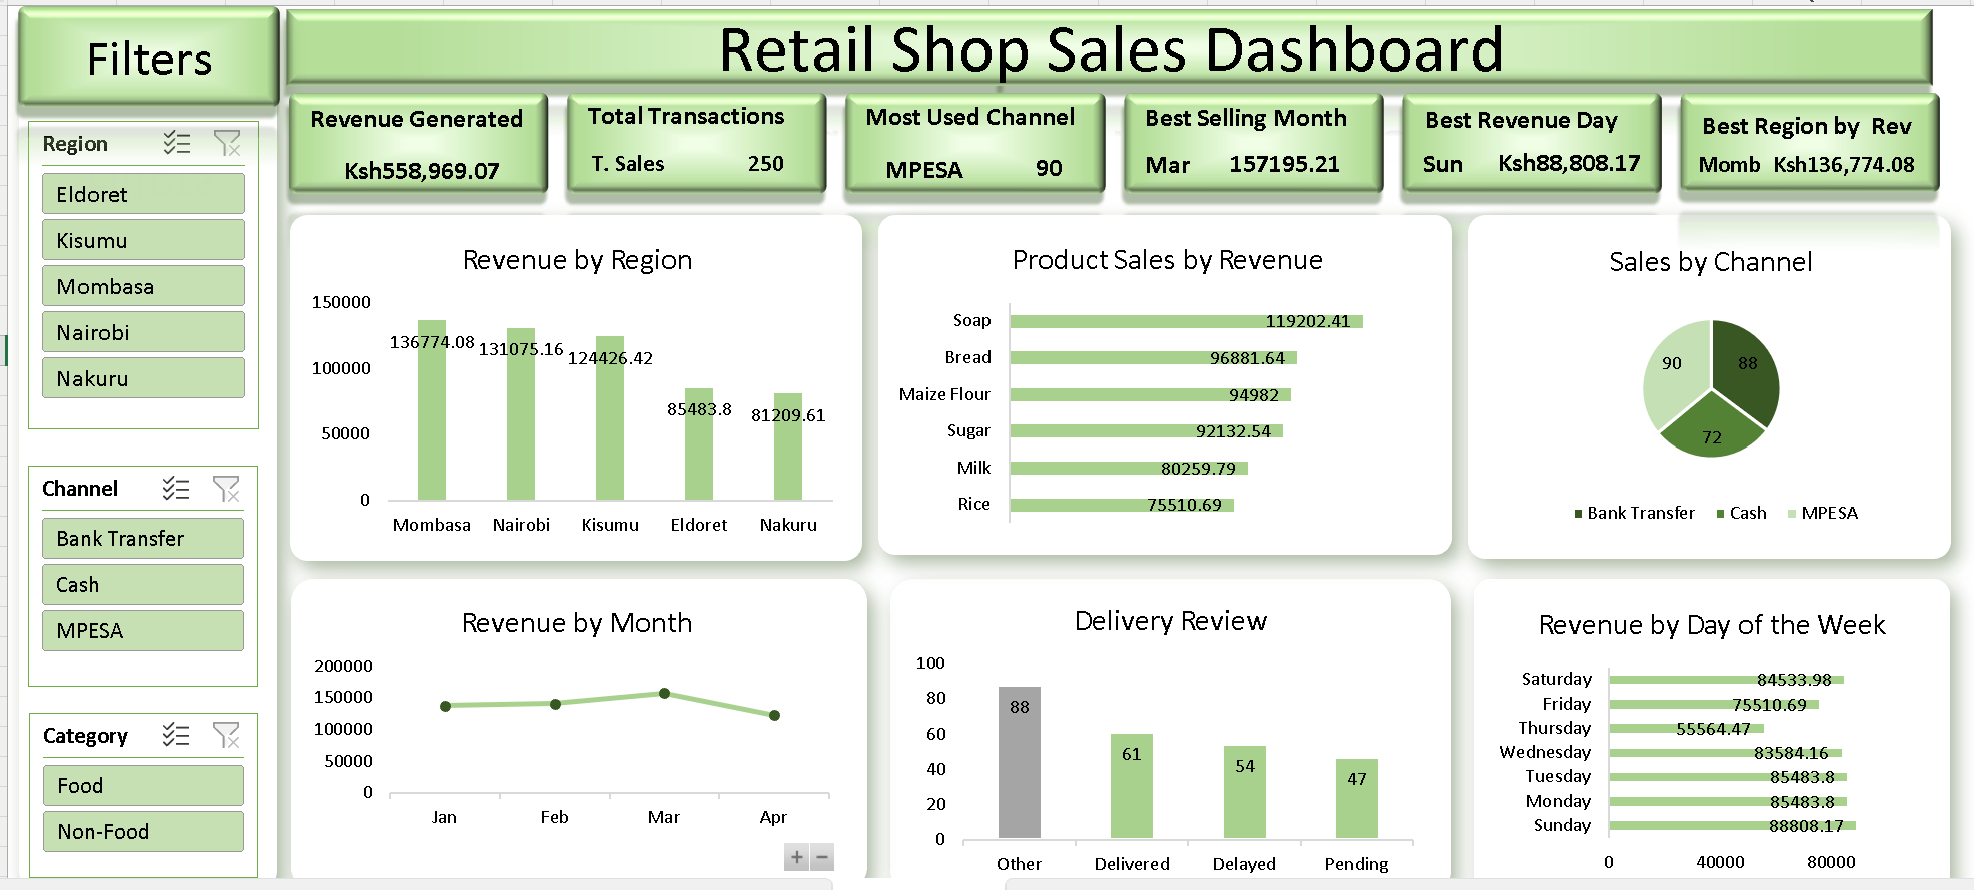 Filters
Retail Shop Sales Dashboard
Revenue Generated
Ksh558,969.07
Total Transactions
T. Sales 250
Most Used Channel
MPESA 90
Best Selling Month
Mar 157195.21
Best Revenue Day
Sun Ksh88,808.17
Best Region by Rev
Momb Ksh136,774.08
Region
Eldoret
Kisumu
Mombasa
Nairobi
Nakuru
Channel
Bank Transfer
Cash
MPESA
Category
Food
Non-Food
Revenue by Region
150000
100000
50000
0
136774.08
131075.16
124426.42
85483.8
81209.61
Mombasa Nairobi Kisumu Eldoret Nakuru
Product Sales by Revenue
Soap 119202.41
Bread 96881.64
Maize Flour 94982
Sugar 92132.54
Milk 80259.79
Rice 75510.69
Sales by Channel
90 88
72
Bank Transfer Cash MPESA
Revenue by Month
200000
150000
100000
50000
0
Jan Feb Mar Apr
Delivery Review
100
80
60
40
20
0
88
61
54
47
Other Delivered Delayed Pending
Revenue by Day of the Week
Saturday 84533.98
Friday 75510.69
Thursday 55564.47
Wednesday 83584.16
Tuesday 85483.8
Monday 85483.8
Sunday 88808.17
0 40000 80000